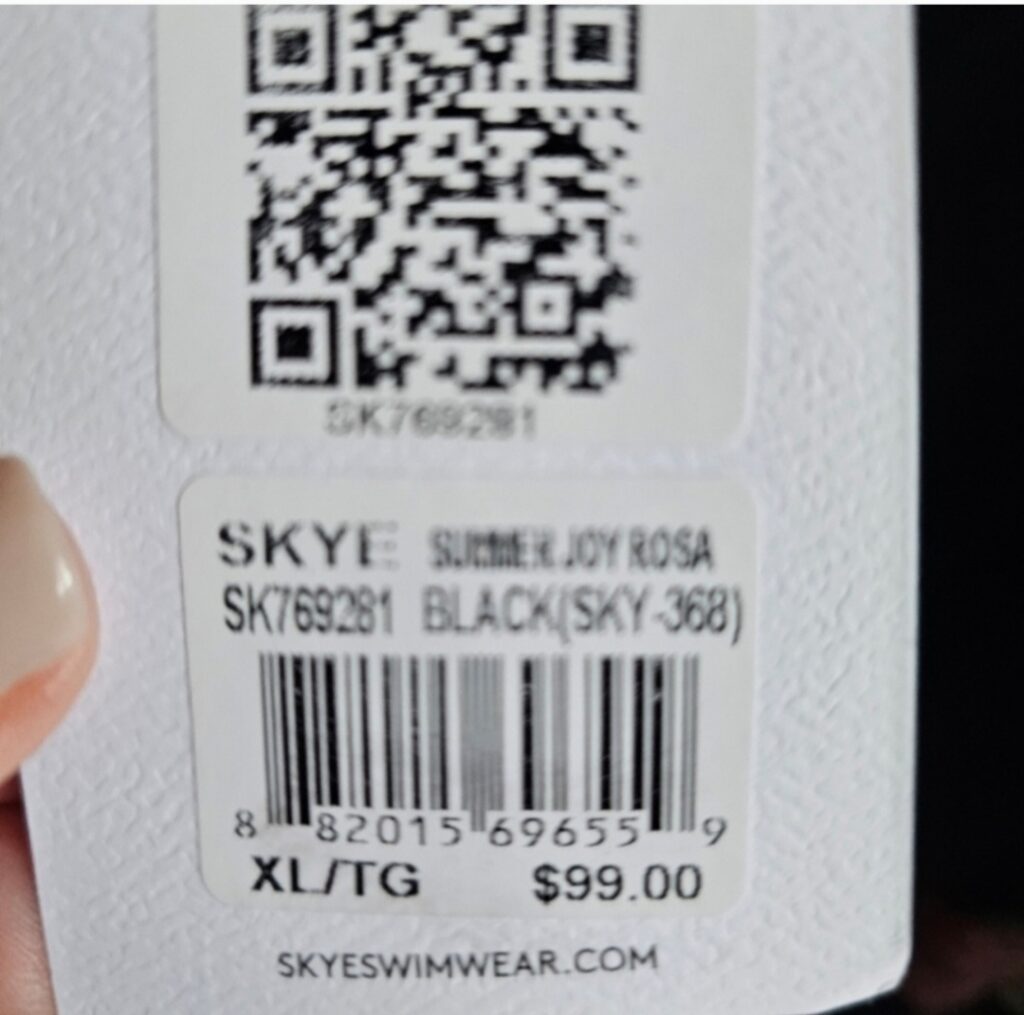 SK769281
SKYE SUMMER JOY ROSA
SK769281 BLACK(SKY-368)
8 82015 69655 9
XL/TG $99.00
SKYESWIMWEAR.COM